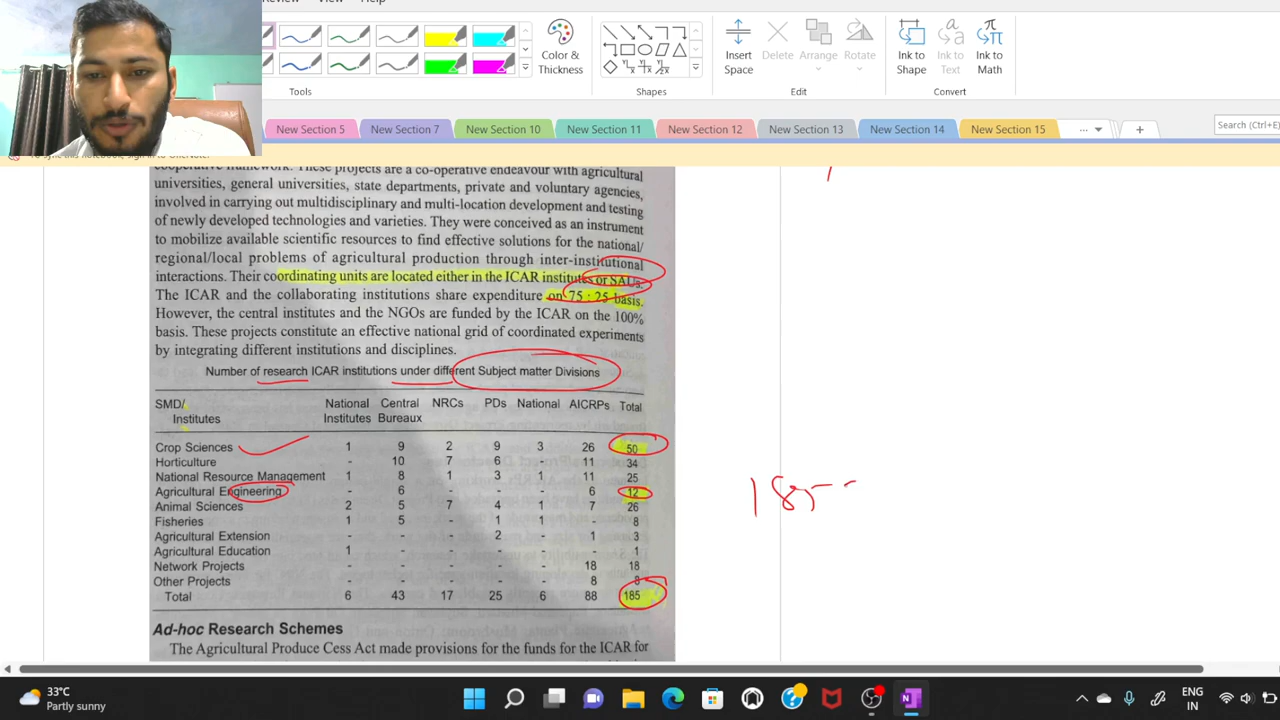 Review View Help
Color & Thickness
Insert Space
Delete
Arrange
Rotate
Ink to Shape
Ink to Text
Ink to Math
Tools
Shapes
Edit
Convert
New Section 5 New Section 7 New Section 10 New Section 11 New Section 12 New Section 13 New Section 14 New Section 15 ... +
Search (Ctrl+E)
To sync this notebook, sign in to OneNote.
cooperative framework. These projects are a co-operative endeavour with agricultural
universities, general universities, state departments, private and voluntary agencies,
involved in carrying out multidisciplinary and multi-location development and testing
of newly developed technologies and varieties. They were conceived as an instrument
to mobilize available scientific resources to find effective solutions for the national/
regional/local problems of agricultural production through inter-institutional
interactions. Their coordinating units are located either in the ICAR institutes or SAUs.
The ICAR and the collaborating institutions share expenditure on 75 : 25 basis.
However, the central institutes and the NGOs are funded by the ICAR on the 100%
basis. These projects constitute an effective national grid of coordinated experiments
by integrating different institutions and disciplines.
Number of research ICAR institutions under different Subject matter Divisions
SMD/ Institutes National Institutes Central Bureaux NRCs PDs National AICRPs Total
Crop Sciences 1 9 2 9 3 26 50
Horticulture - 10 7 6 - 11 34
National Resource Management 1 8 1 3 1 11 25
Agricultural Engineering - 6 - - - 6 12
Animal Sciences 2 5 7 4 1 7 26
Fisheries 1 5 - 1 1 - 8
Agricultural Extension - - - 2 - 1 3
Agricultural Education 1 - - - - - 1
Network Projects - - - - - 18 18
Other Projects - - - - - 8 8
Total 6 43 17 25 6 88 185
185--
Ad-hoc Research Schemes
The Agricultural Produce Cess Act made provisions for the funds for the ICAR for
33°C
Partly sunny
ENG
IN